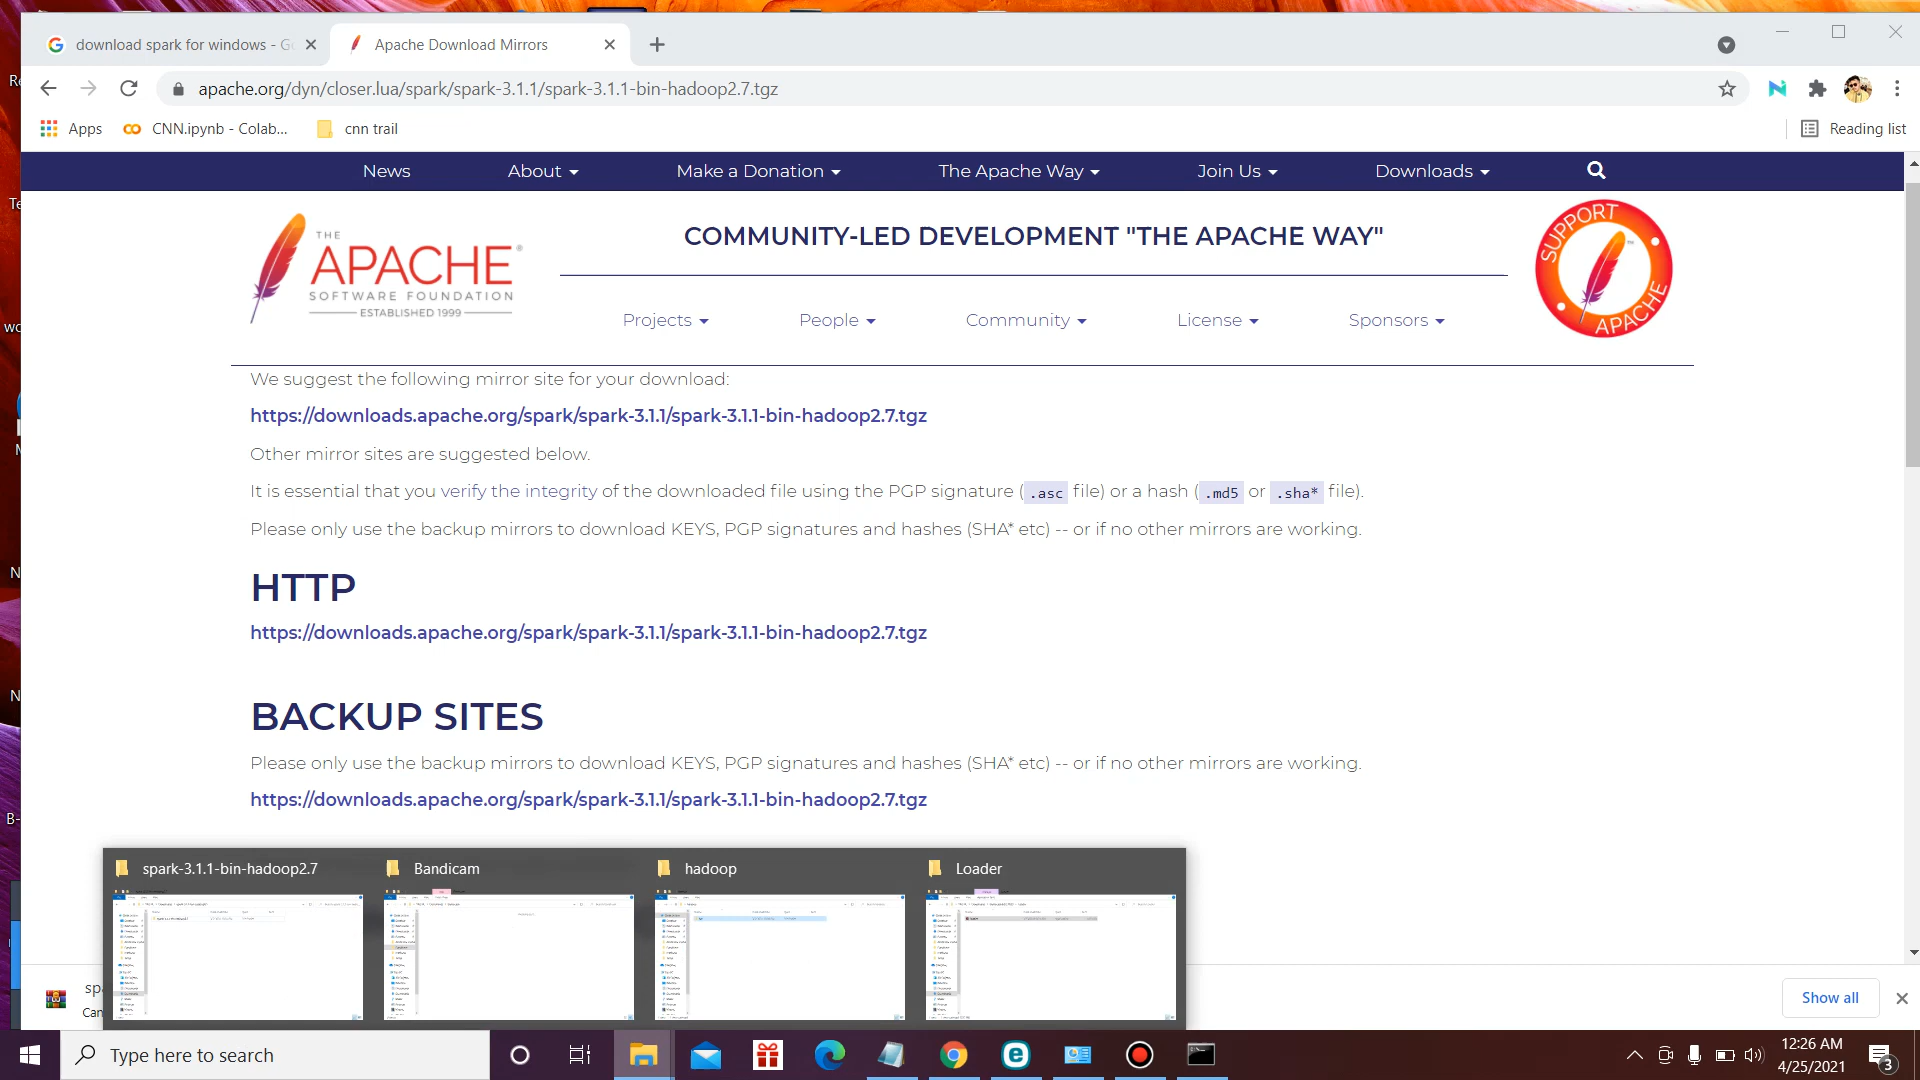 download spark for windows - G
Apache Download Mirrors
apache.org/dyn/closer.lua/spark/spark-3.1.1/spark-3.1.1-bin-hadoop2.7.tgz
Apps
CNN.ipynb - Colab...
cnn trail
Reading list
News
About
Make a Donation
The Apache Way
Join Us
Downloads
THE
APACHE®
SOFTWARE FOUNDATION
ESTABLISHED 1999
COMMUNITY-LED DEVELOPMENT "THE APACHE WAY"
SUPPORT
APACHE
Projects
People
Community
License
Sponsors
We suggest the following mirror site for your download:
https://downloads.apache.org/spark/spark-3.1.1/spark-3.1.1-bin-hadoop2.7.tgz
Other mirror sites are suggested below.
It is essential that you verify the integrity of the downloaded file using the PGP signature ( .asc file) or a hash ( .md5 or .sha* file).
Please only use the backup mirrors to download KEYS, PGP signatures and hashes (SHA* etc) -- or if no other mirrors are working.
HTTP
https://downloads.apache.org/spark/spark-3.1.1/spark-3.1.1-bin-hadoop2.7.tgz
BACKUP SITES
Please only use the backup mirrors to download KEYS, PGP signatures and hashes (SHA* etc) -- or if no other mirrors are working.
https://downloads.apache.org/spark/spark-3.1.1/spark-3.1.1-bin-hadoop2.7.tgz
spark-3.1.1-bin-hadoop2.7
Bandicam
hadoop
Loader
spa
Can
Show all
Type here to search
12:26 AM
4/25/2021
3